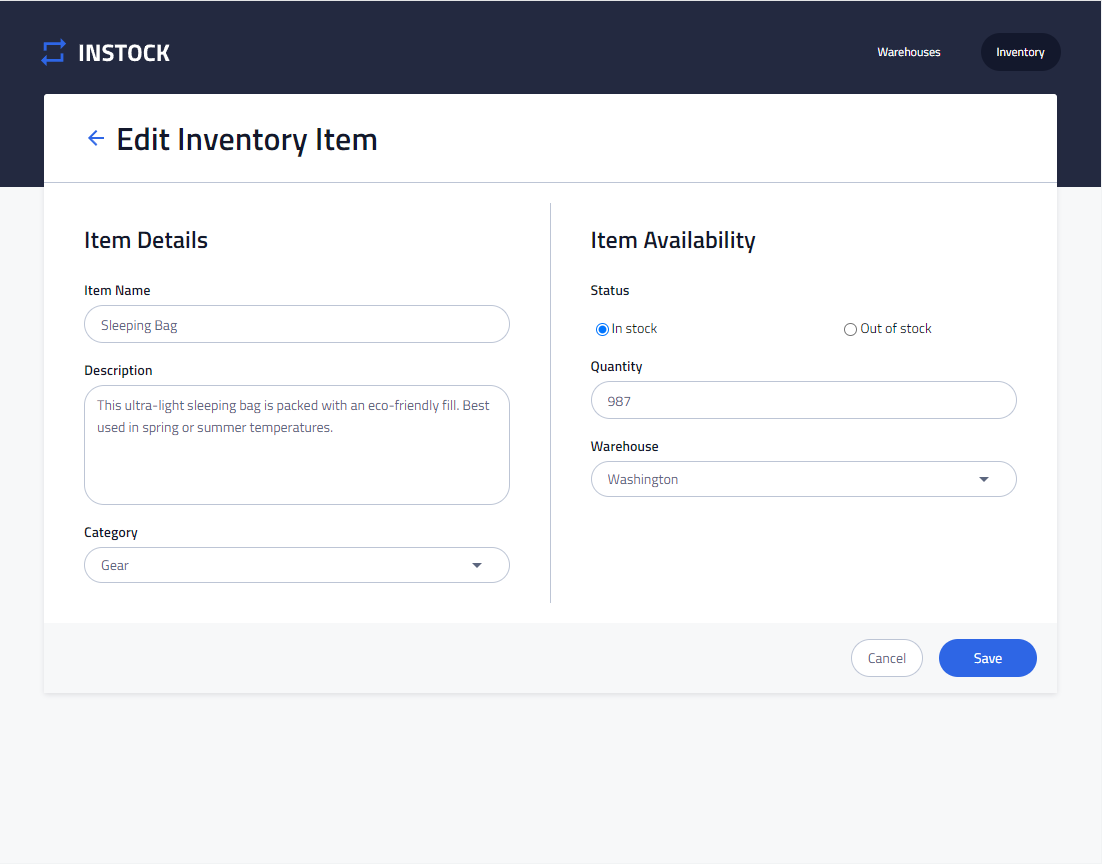 INSTOCK
Warehouses
Inventory
Edit Inventory Item
Item Details
Item Name
Sleeping Bag
Description
This ultra-light sleeping bag is packed with an eco-friendly fill. Best
used in spring or summer temperatures.
Category
Gear
Item Availability
Status
In stock
Out of stock
Quantity
987
Warehouse
Washington
Cancel
Save